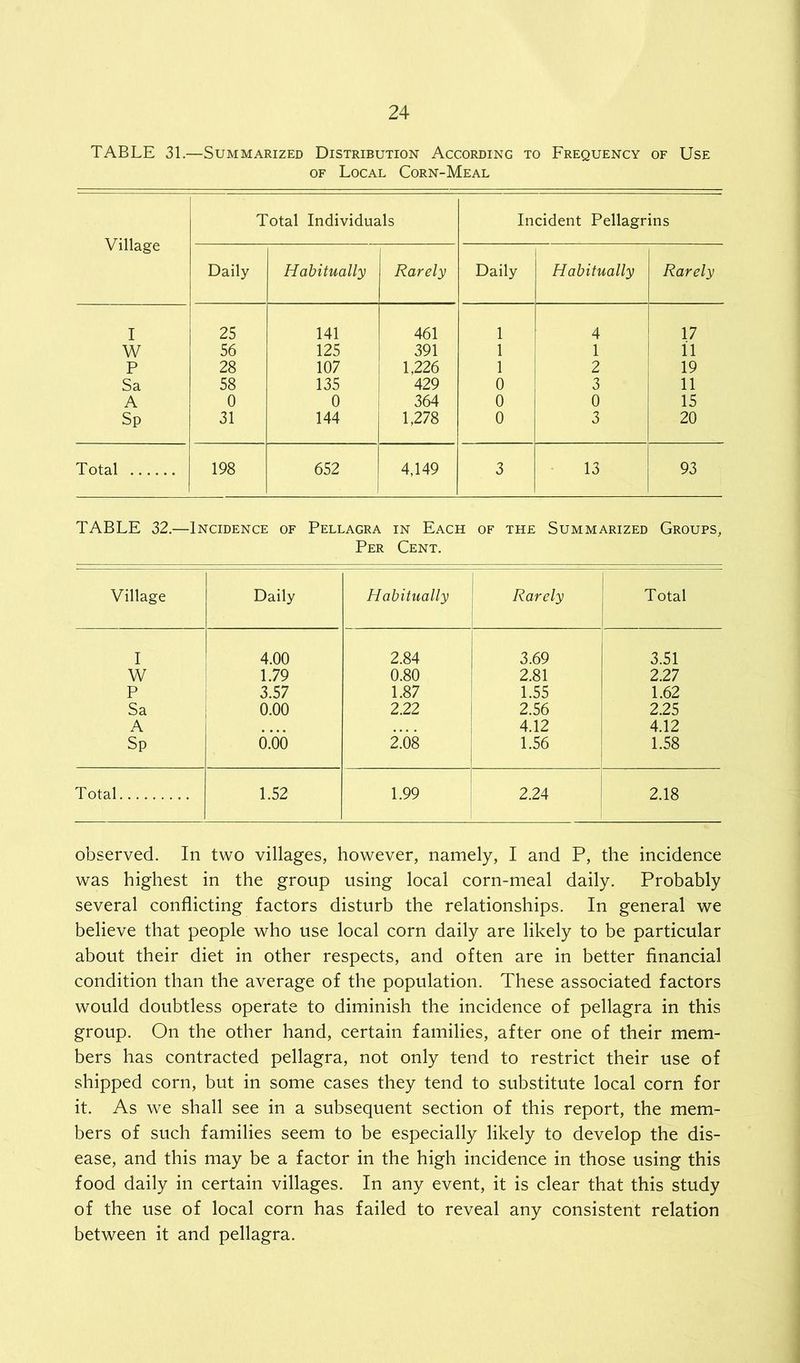 24
TABLE 31.—Summarized Distribution According to Frequency of Use
of Local Corn-Meal
Village Total Individuals Incident Pellagrins
Daily Habitually Rarely Daily Habitually Rarely
I 25 141 461 1 4 17
W 56 125 391 1 1 11
P 28 107 1,226 1 2 19
Sa 58 135 429 0 3 11
A 0 0 364 0 0 15
Sp 31 144 1,278 0 3 20
Total ...... 198 652 4,149 3 13 93
TABLE 32.—Incidence of Pellagra in Each of the Summarized Groups,
Per Cent.
Village Daily Habitually Rarely Total
I 4.00 2.84 3.69 3.51
W 1.79 0.80 2.81 2.27
P 3.57 1.87 1.55 1.62
Sa 0.00 2.22 2.56 2.25
A .... .... 4.12 4.12
Sp 0.00 2.08 1.56 1.58
Total......... 1.52 1.99 2.24 2.18
observed. In two villages, however, namely, I and P, the incidence
was highest in the group using local corn-meal daily. Probably
several conflicting factors disturb the relationships. In general we
believe that people who use local corn daily are likely to be particular
about their diet in other respects, and often are in better financial
condition than the average of the population. These associated factors
would doubtless operate to diminish the incidence of pellagra in this
group. On the other hand, certain families, after one of their mem-
bers has contracted pellagra, not only tend to restrict their use of
shipped corn, but in some cases they tend to substitute local corn for
it. As we shall see in a subsequent section of this report, the mem-
bers of such families seem to be especially likely to develop the dis-
ease, and this may be a factor in the high incidence in those using this
food daily in certain villages. In any event, it is clear that this study
of the use of local corn has failed to reveal any consistent relation
between it and pellagra.